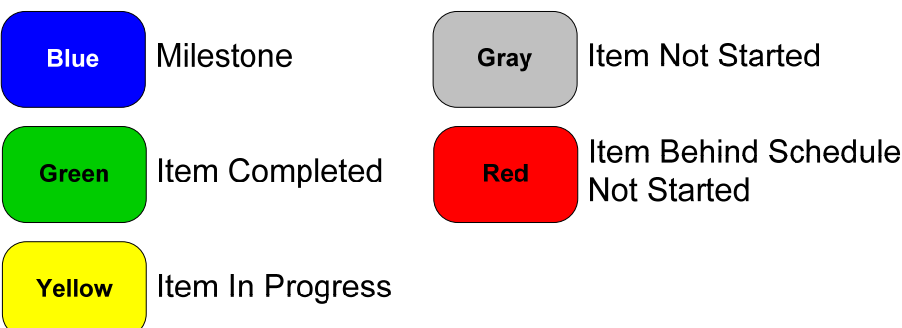 Blue Milestone
Gray Item Not Started
Green Item Completed
Red Item Behind Schedule
Not Started
Yellow Item In Progress